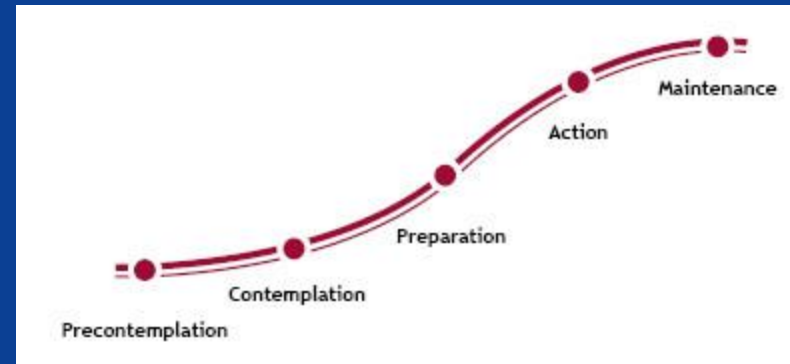 Maintenance
Action
Preparation
Contemplation
Precontemplation